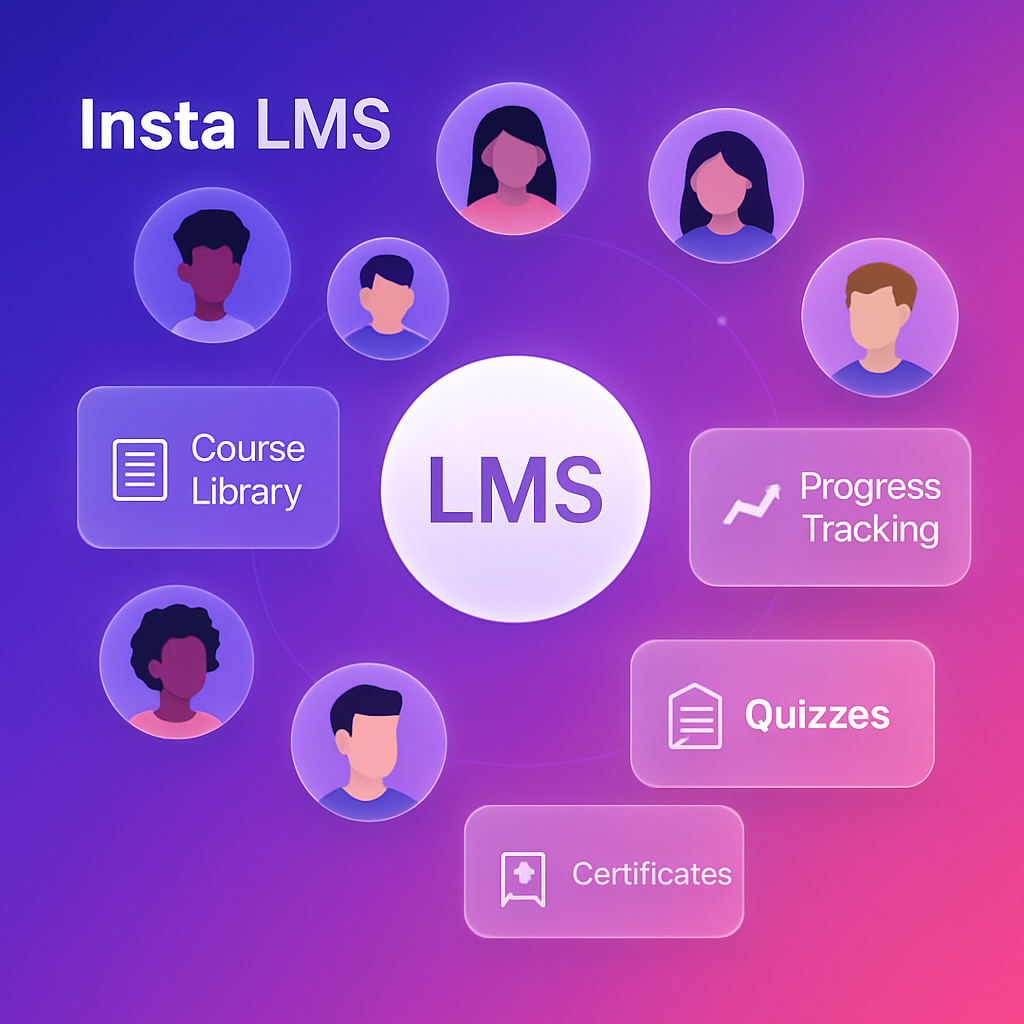 Insta LMS
Course
Library
LMS
Progress
Tracking
Quizzes
Certificates